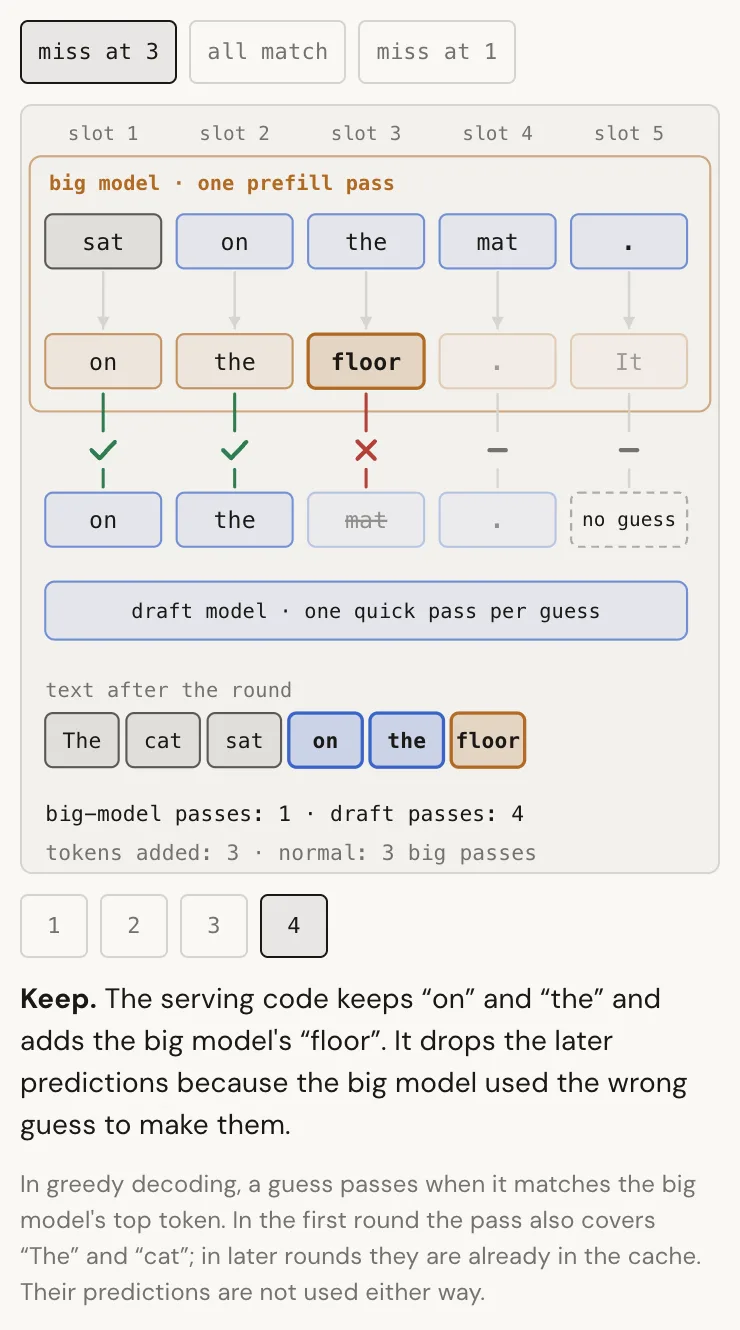 miss at 3 all match miss at 1
slot 1 slot 2 slot 3 slot 4 slot 5
big model · one prefill pass
sat on the mat .
on the floor . It
on the mat . no guess
draft model · one quick pass per guess
text after the round
The cat sat on the floor
big-model passes: 1 · draft passes: 4
tokens added: 3 · normal: 3 big passes
1 2 3 4
Keep. The serving code keeps “on” and “the” and
adds the big model's “floor”. It drops the later
predictions because the big model used the wrong
guess to make them.
In greedy decoding, a guess passes when it matches the big
model's top token. In the first round the pass also covers
“The” and “cat”; in later rounds they are already in the cache.
Their predictions are not used either way.